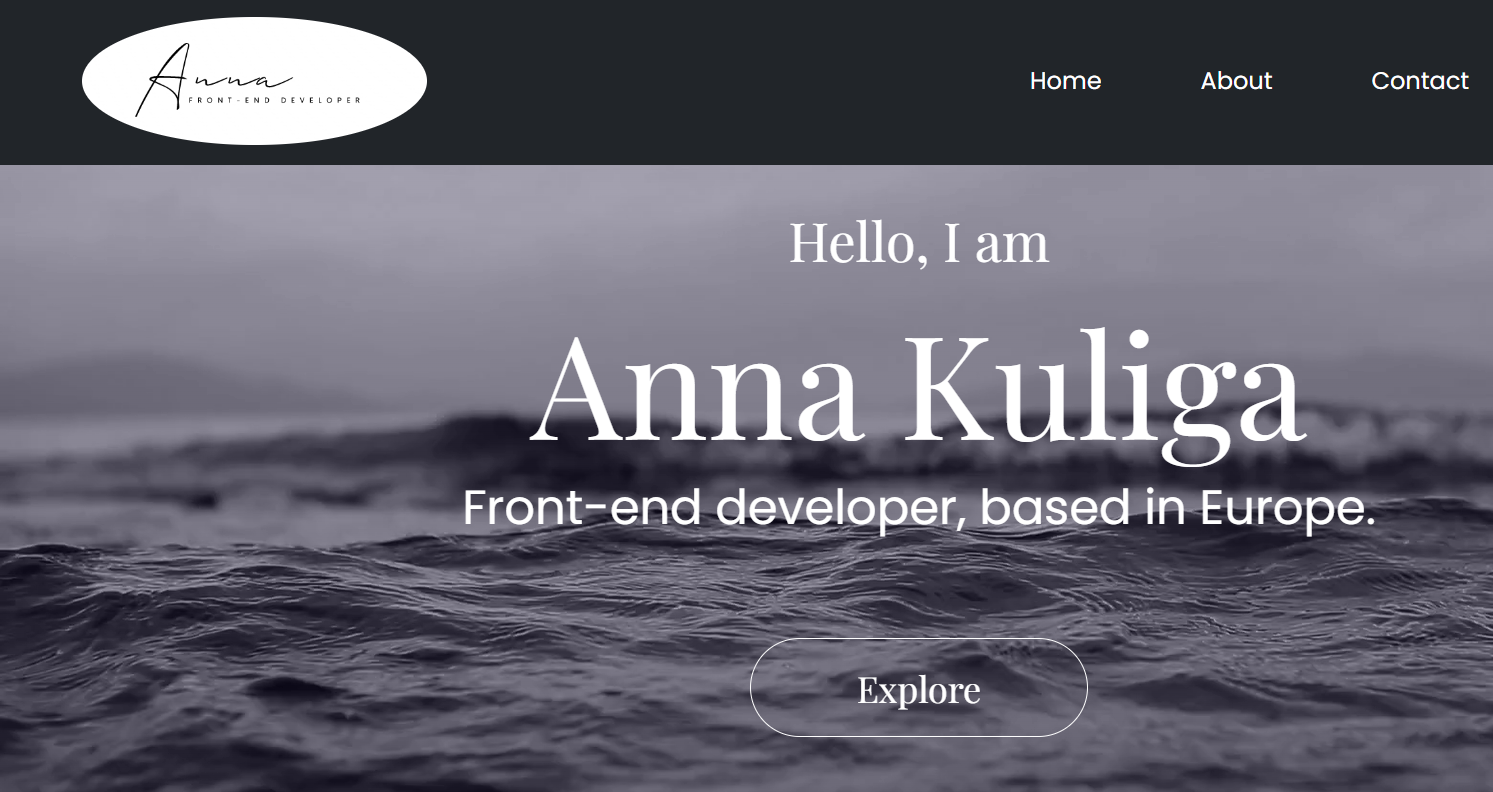 Anna
FRONT-END DEVELOPER
Home About Contact
Hello, I am
Anna Kuliga
Front-end developer, based in Europe.
Explore